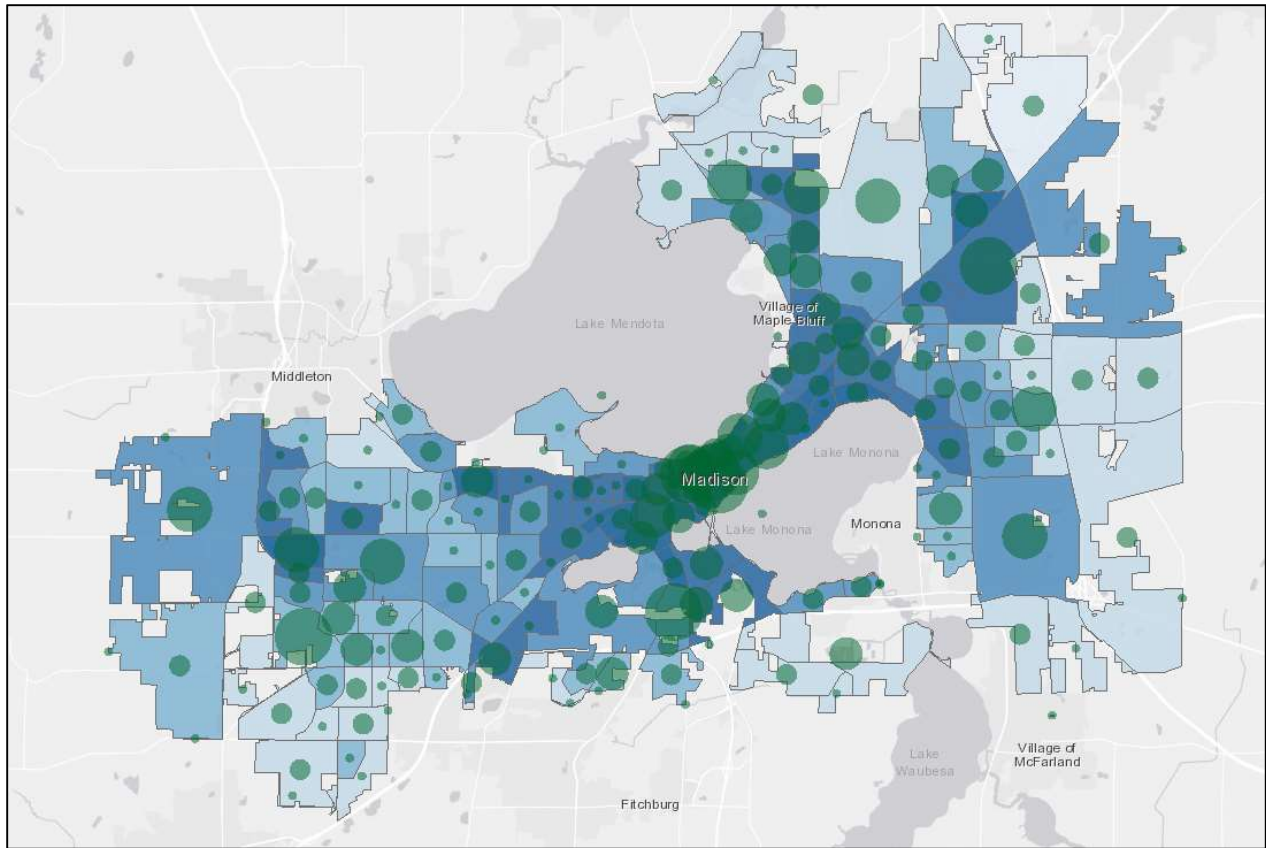 Lake Mendota
Village of
Maple Bluff
Middleton
Lake Monona
Madison
Lake Monona
Monona
Lake
Waubesa
Village of
McFarland
Fitchburg